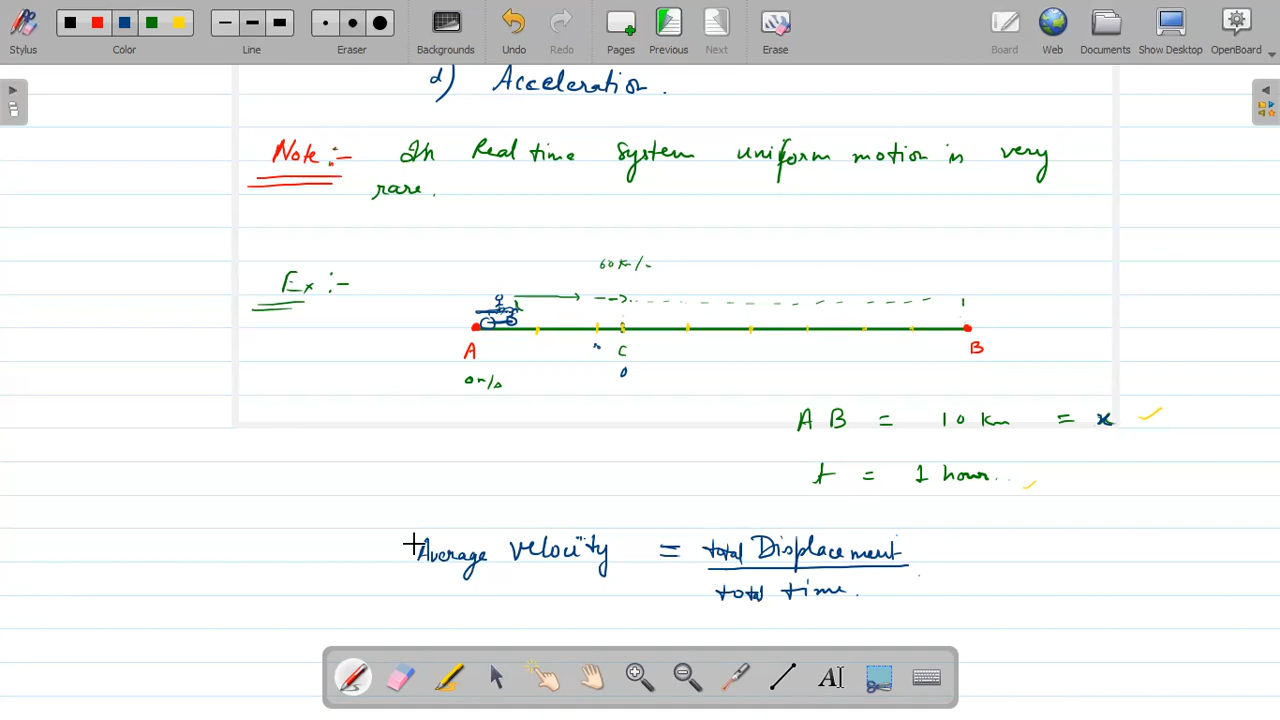 Stylus Color Line Eraser Backgrounds Undo Redo Pages Previous Next Erase Board Web Documents Show Desktop OpenBoard
d) Acceleration.
Note :- In Real time system uniform motion is very
rare.
Ex :-
60 km/
A C B
0 m/s 0
AB = 10 km = x
t = 1 hour..
Average velocity = total Displacement
total time.
AI